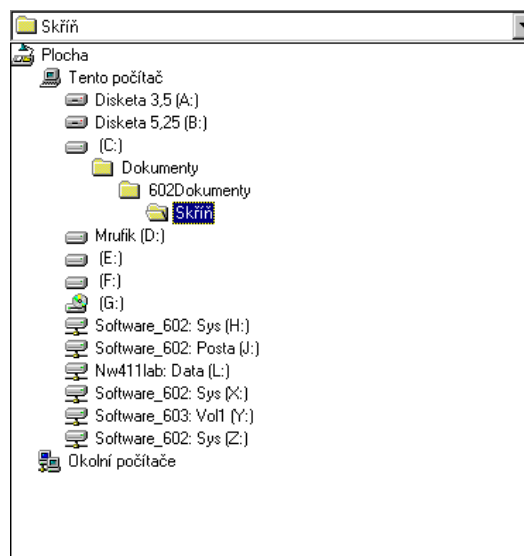 Skříň
Plocha
Tento počítač
Disketa 3,5 (A:)
Disketa 5,25 (B:)
(C:)
Dokumenty
602Dokumenty
Skříň
Mrufik (D:)
(E:)
(F:)
(G:)
Software_602: Sys (H:)
Software_602: Posta (J:)
Nw411lab: Data (L:)
Software_602: Sys (X:)
Software_603: Vol1 (Y:)
Software_602: Sys (Z:)
Okolní počítače